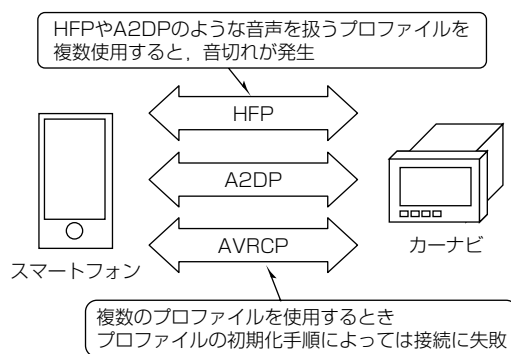 HFPやA2DPのような音声を扱うプロファイルを
複数使用すると，音切れが発生
HFP
A2DP
AVRCP
スマートフォン
カーナビ
複数のプロファイルを使用するとき
プロファイルの初期化手順によっては接続に失敗